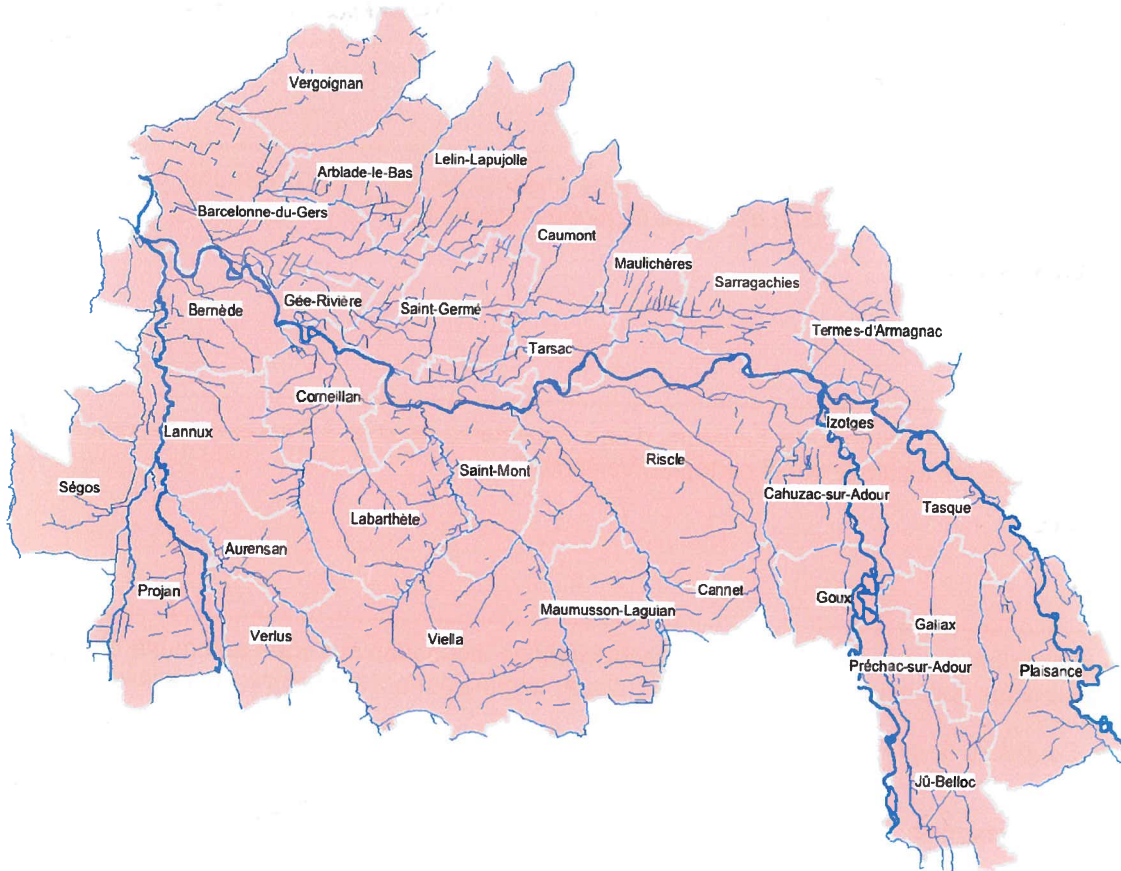 Vergoignan
Lelin-Lapujolle
Arblade-le-Bas
Barcelonne-du-Gers
Caumont
Maulichères
Sarragachies
Gée-Rivière
Bernède
Saint-Germé
Termes-d'Armagnac
Tarsac
Corneillan
Izotges
Lannux
Riscle
Saint-Mont
Ségos
Cahuzac-sur-Adour
Tasque
Labarthète
Aurensan
Projan
Cannet
Goux
Maumusson-Laguian
Galiax
Verlus
Viella
Préchac-sur-Adour
Plaisance
Jû-Belloc